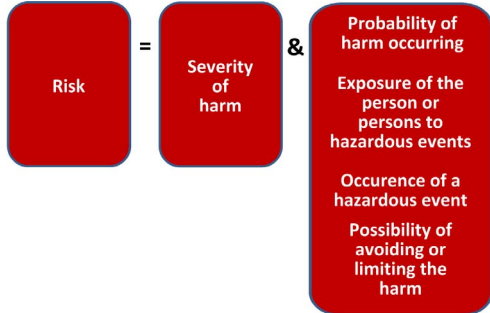 Risk
=
Severity
of
harm
&
Probability of
harm occurring
Exposure of the
person or
persons to
hazardous events
Occurence of a
hazardous event
Possibility of
avoiding or
limiting the
harm